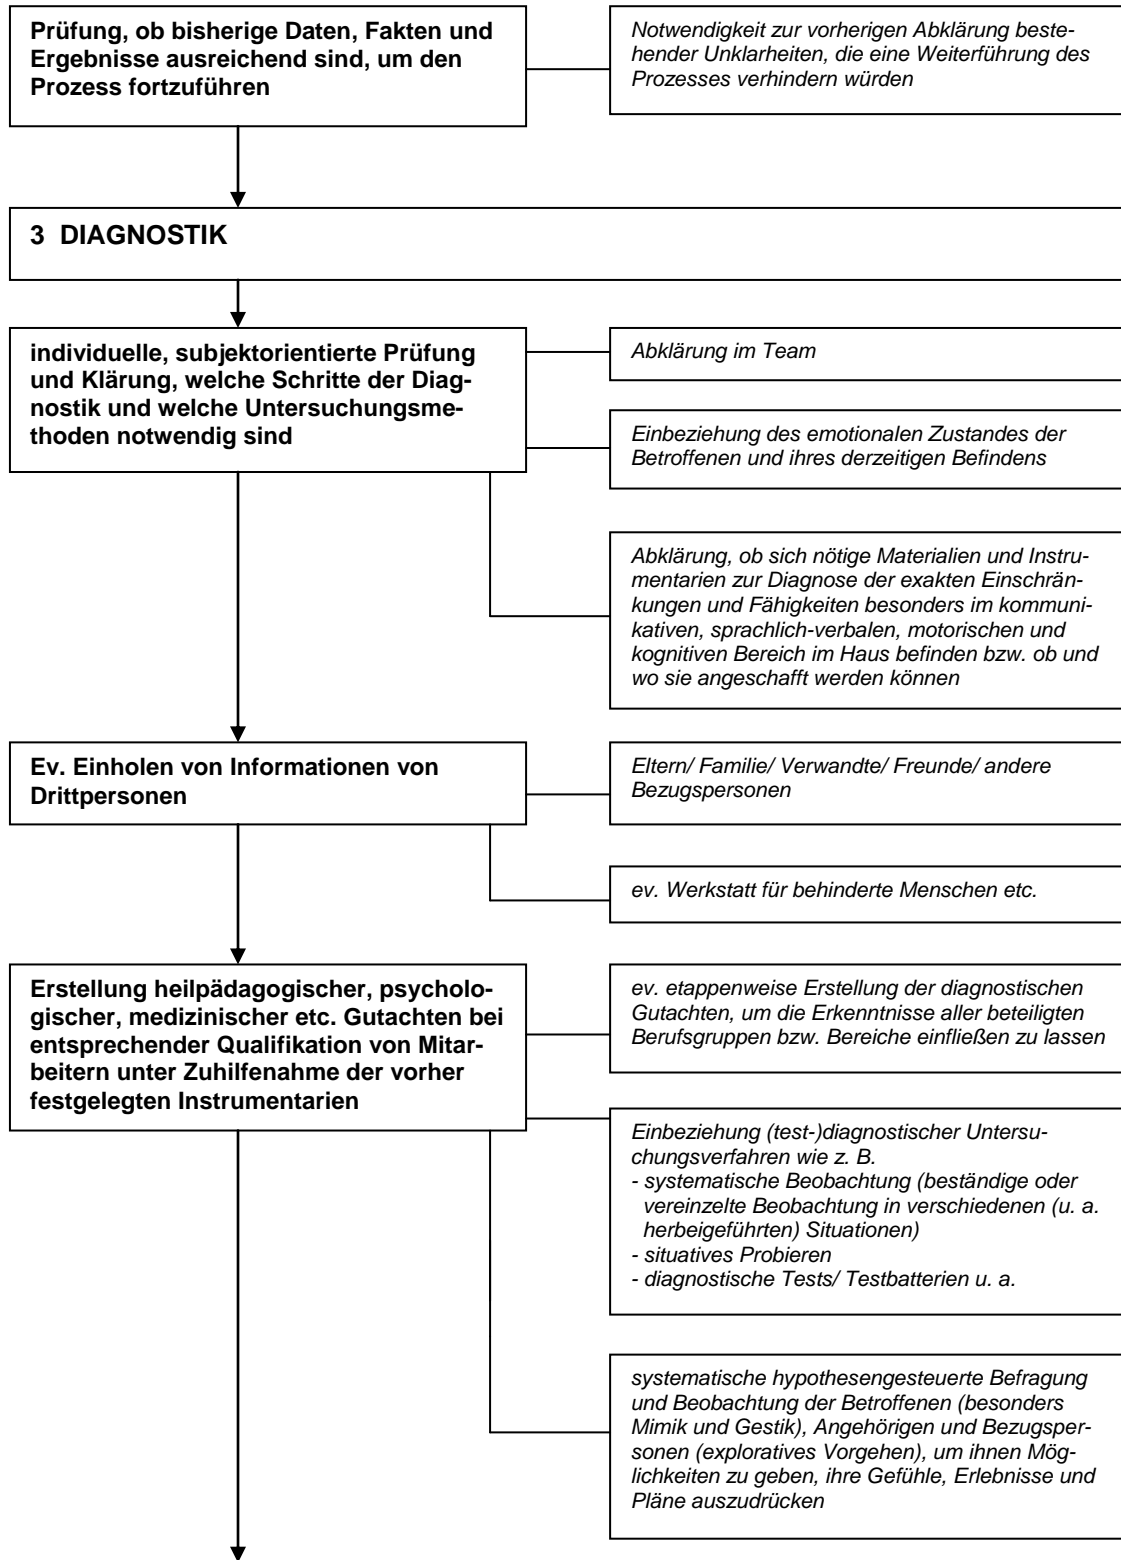 Prüfung, ob bisherige Daten, Fakten und
Ergebnisse ausreichend sind, um den
Prozess fortzuführen
Notwendigkeit zur vorherigen Abklärung beste-
hender Unklarheiten, die eine Weiterführung des
Prozesses verhindern würden
3 DIAGNOSTIK
individuelle, subjektorientierte Prüfung
und Klärung, welche Schritte der Diag-
nostik und welche Untersuchungsme-
thoden notwendig sind
Abklärung im Team
Einbeziehung des emotionalen Zustandes der
Betroffenen und ihres derzeitigen Befindens
Abklärung, ob sich nötige Materialien und Instru-
mentarien zur Diagnose der exakten Einschrän-
kungen und Fähigkeiten besonders im kommuni-
kativen, sprachlich-verbalen, motorischen und
kognitiven Bereich im Haus befinden bzw. ob und
wo sie angeschafft werden können
Ev. Einholen von Informationen von
Drittpersonen
Eltern/ Familie/ Verwandte/ Freunde/ andere
Bezugspersonen
ev. Werkstatt für behinderte Menschen etc.
Erstellung heilpädagogischer, psycholo-
gischer, medizinischer etc. Gutachten bei
entsprechender Qualifikation von Mitar-
beitern unter Zuhilfenahme der vorher
festgelegten Instrumentarien
ev. etappenweise Erstellung der diagnostischen
Gutachten, um die Erkenntnisse aller beteiligten
Berufsgruppen bzw. Bereiche einfließen zu lassen
Einbeziehung (test-)diagnostischer Untersu-
chungsverfahren wie z. B.
- systematische Beobachtung (beständige oder
vereinzelte Beobachtung in verschiedenen (u. a.
herbeigeführten) Situationen)
- situatives Probieren
- diagnostische Tests/ Testbatterien u. a.
systematische hypothesengesteuerte Befragung
und Beobachtung der Betroffenen (besonders
Mimik und Gestik), Angehörigen und Bezugsper-
sonen (exploratives Vorgehen), um ihnen Mög-
lichkeiten zu geben, ihre Gefühle, Erlebnisse und
Pläne auszudrücken